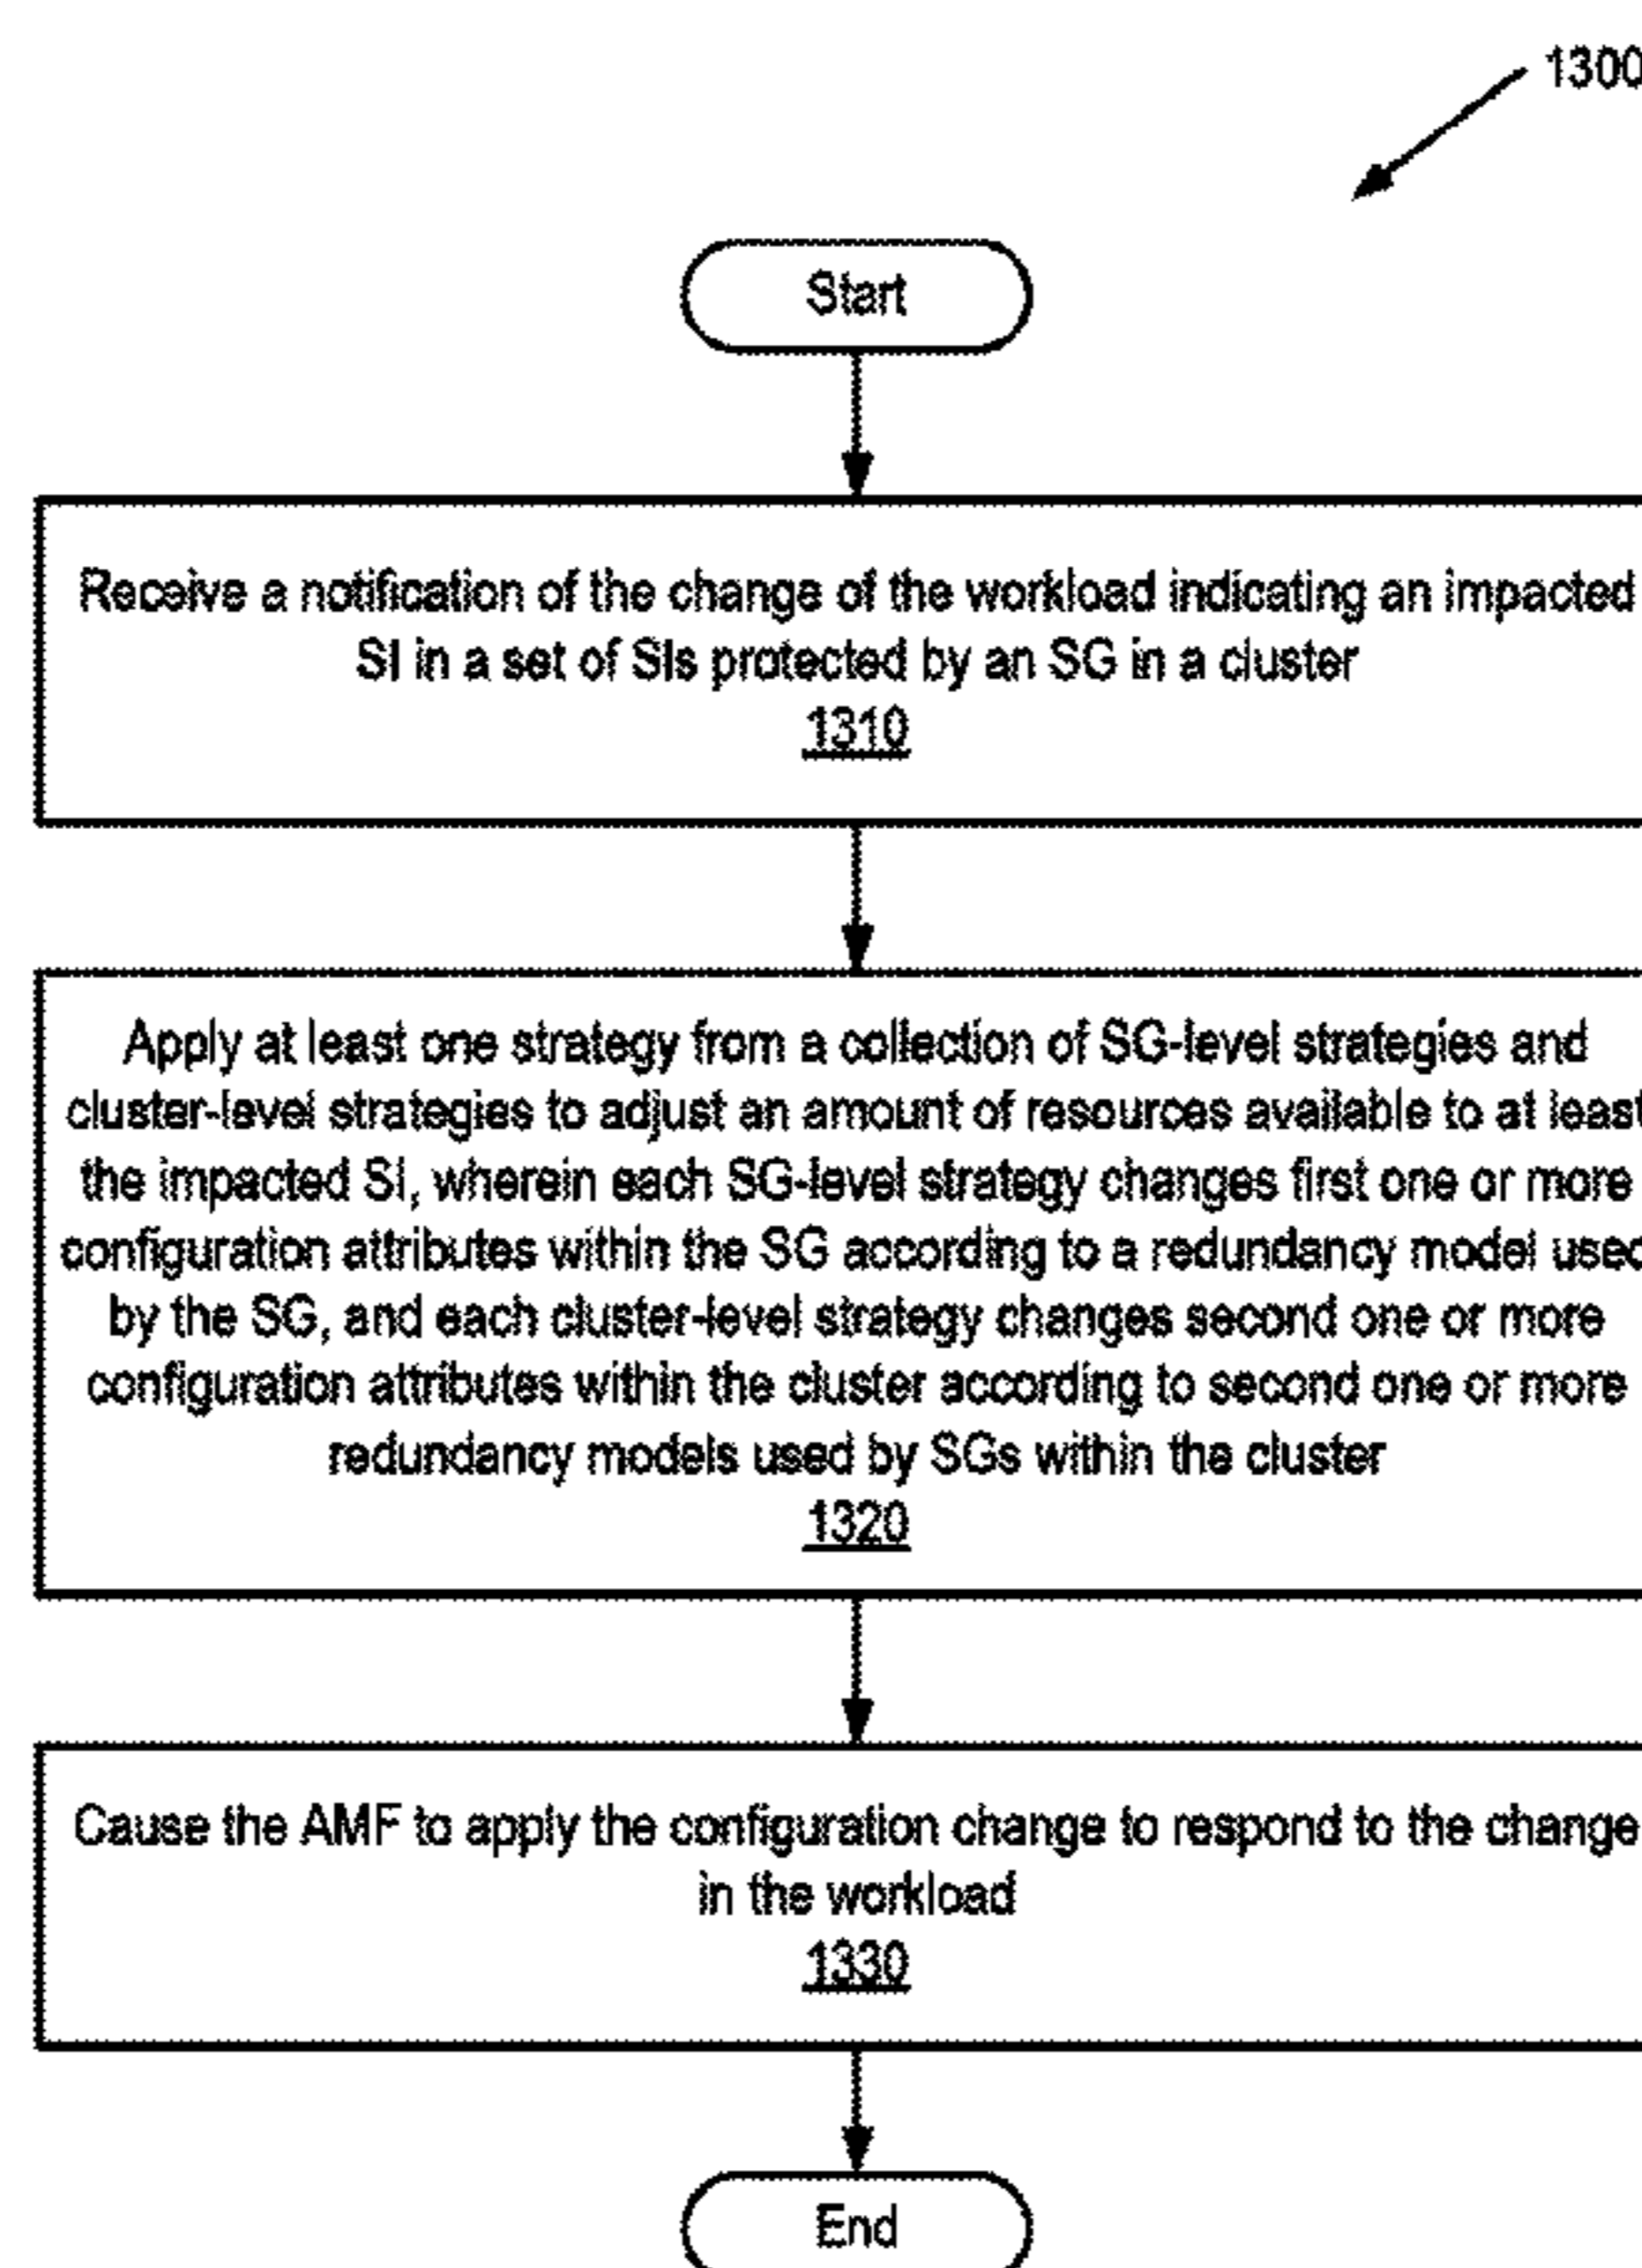 1300
Start
Receive a notification of the change of the workload indicating an impacted
SI in a set of SIs protected by an SG in a cluster
1310
Apply at least one strategy from a collection of SG-level strategies and
cluster-level strategies to adjust an amount of resources available to at least
the impacted SI, wherein each SG-level strategy changes first one or more
configuration attributes within the SG according to a redundancy model used
by the SG, and each cluster-level strategy changes second one or more
configuration attributes within the cluster according to second one or more
redundancy models used by SGs within the cluster
1320
Cause the AMF to apply the configuration change to respond to the change
in the workload
1330
End